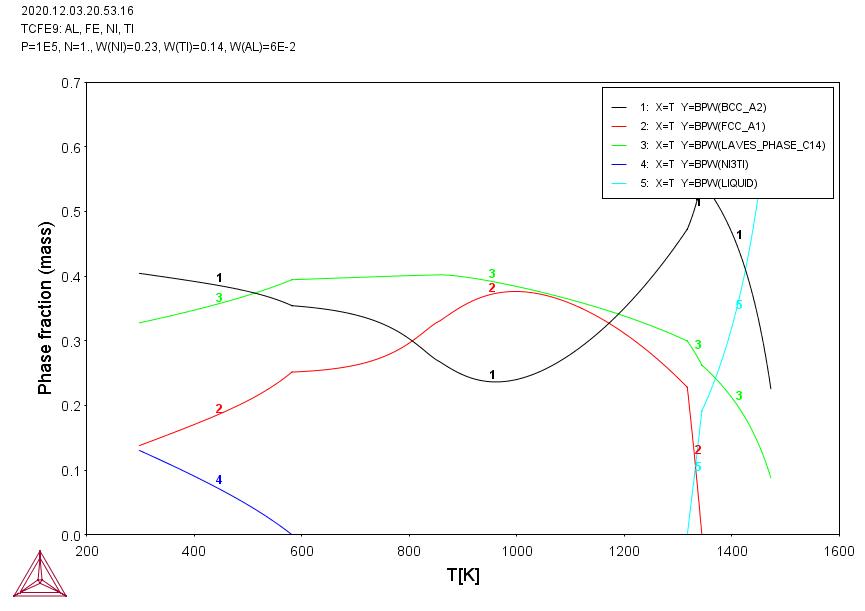 2020.12.03.20.53.16
TCFE9: AL, FE, NI, TI
P=1E5, N=1., W(NI)=0.23, W(TI)=0.14, W(AL)=6E-2
1: X=T Y=BPW(BCC_A2)
2: X=T Y=BPW(FCC_A1)
3: X=T Y=BPW(LAVES_PHASE_C14)
4: X=T Y=BPW(NI3TI)
5: X=T Y=BPW(LIQUID)
Phase fraction (mass)
0.7
0.6
0.5
0.4
0.3
0.2
0.1
0.0
1
3
2
4
3
2
1
1
3
2
5
1
5
3
200 400 600 800 1000 1200 1400 1600
T[K]